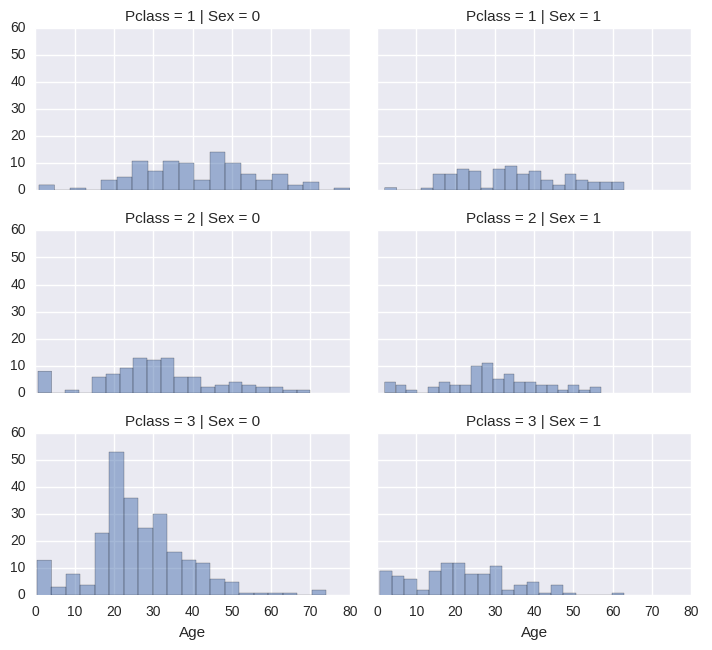 Pclass = 1 | Sex = 0
Pclass = 1 | Sex = 1
60
50
40
30
20
10
0
Pclass = 2 | Sex = 0
Pclass = 2 | Sex = 1
60
50
40
30
20
10
0
Pclass = 3 | Sex = 0
Pclass = 3 | Sex = 1
60
50
40
30
20
10
0
0 10 20 30 40 50 60 70 80
0 10 20 30 40 50 60 70 80
Age
Age